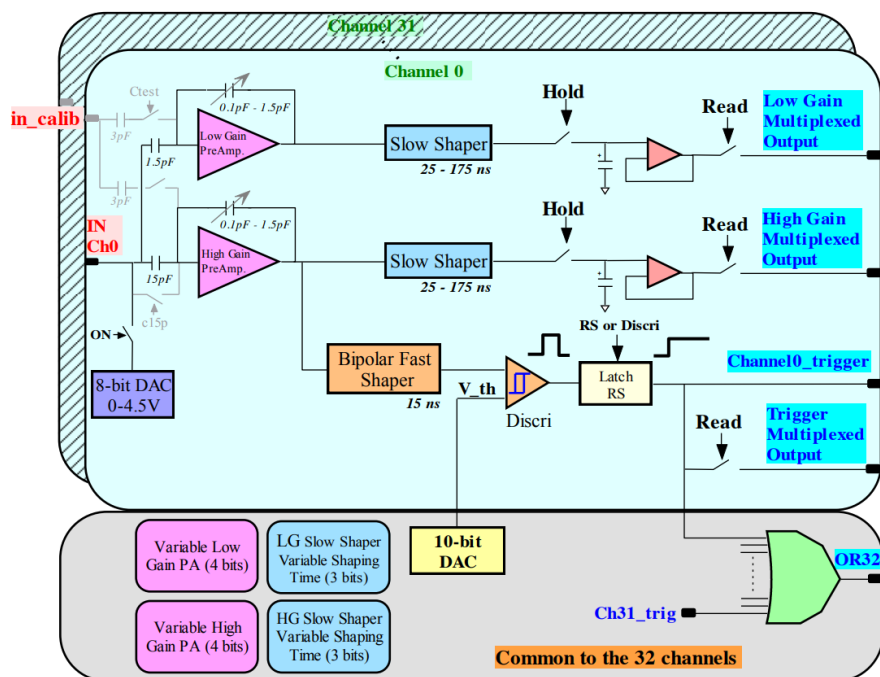 Channel 31
Channel 0
in_calib
Ctest
3pF
1.5pF
0.1pF - 1.5pF
Low Gain
PreAmp.
Slow Shaper
25 - 175 ns
Hold
Read
Low Gain
Multiplexed
Output
3pF
IN
Ch0
15pF
c15p
0.1pF - 1.5pF
High Gain
PreAmp.
Slow Shaper
25 - 175 ns
Hold
Read
High Gain
Multiplexed
Output
ON
8-bit DAC
0-4.5V
Bipolar Fast
Shaper
15 ns
V_th
Discri
RS or Discri
Latch
RS
Channel0_trigger
Read
Trigger
Multiplexed
Output
Variable Low
Gain PA (4 bits)
LG Slow Shaper
Variable Shaping
Time (3 bits)
10-bit
DAC
OR32
Variable High
Gain PA (4 bits)
HG Slow Shaper
Variable Shaping
Time (3 bits)
Ch31_trig
Common to the 32 channels